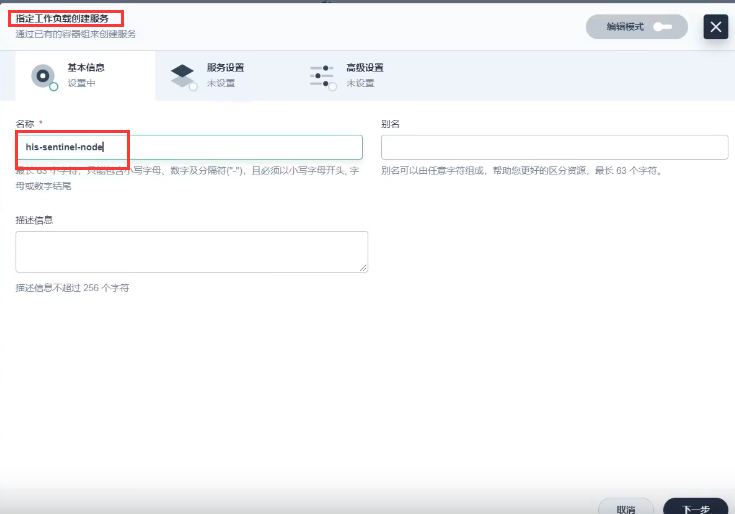 指定工作负载创建服务
通过已有的容器组来创建服务
编辑模式
基本信息
设置中
服务设置
未设置
高级设置
未设置
名称 *
his-sentinel-node
最长 63 个字符，只能包含小写字母、数字及分隔符("-")，且必须以小写字母开头, 字
母或数字结尾
别名
别名可以由任意字符组成，帮助您更好的区分资源，最长 63 个字符。
描述信息
描述信息不超过 256 个字符
取消
下一步